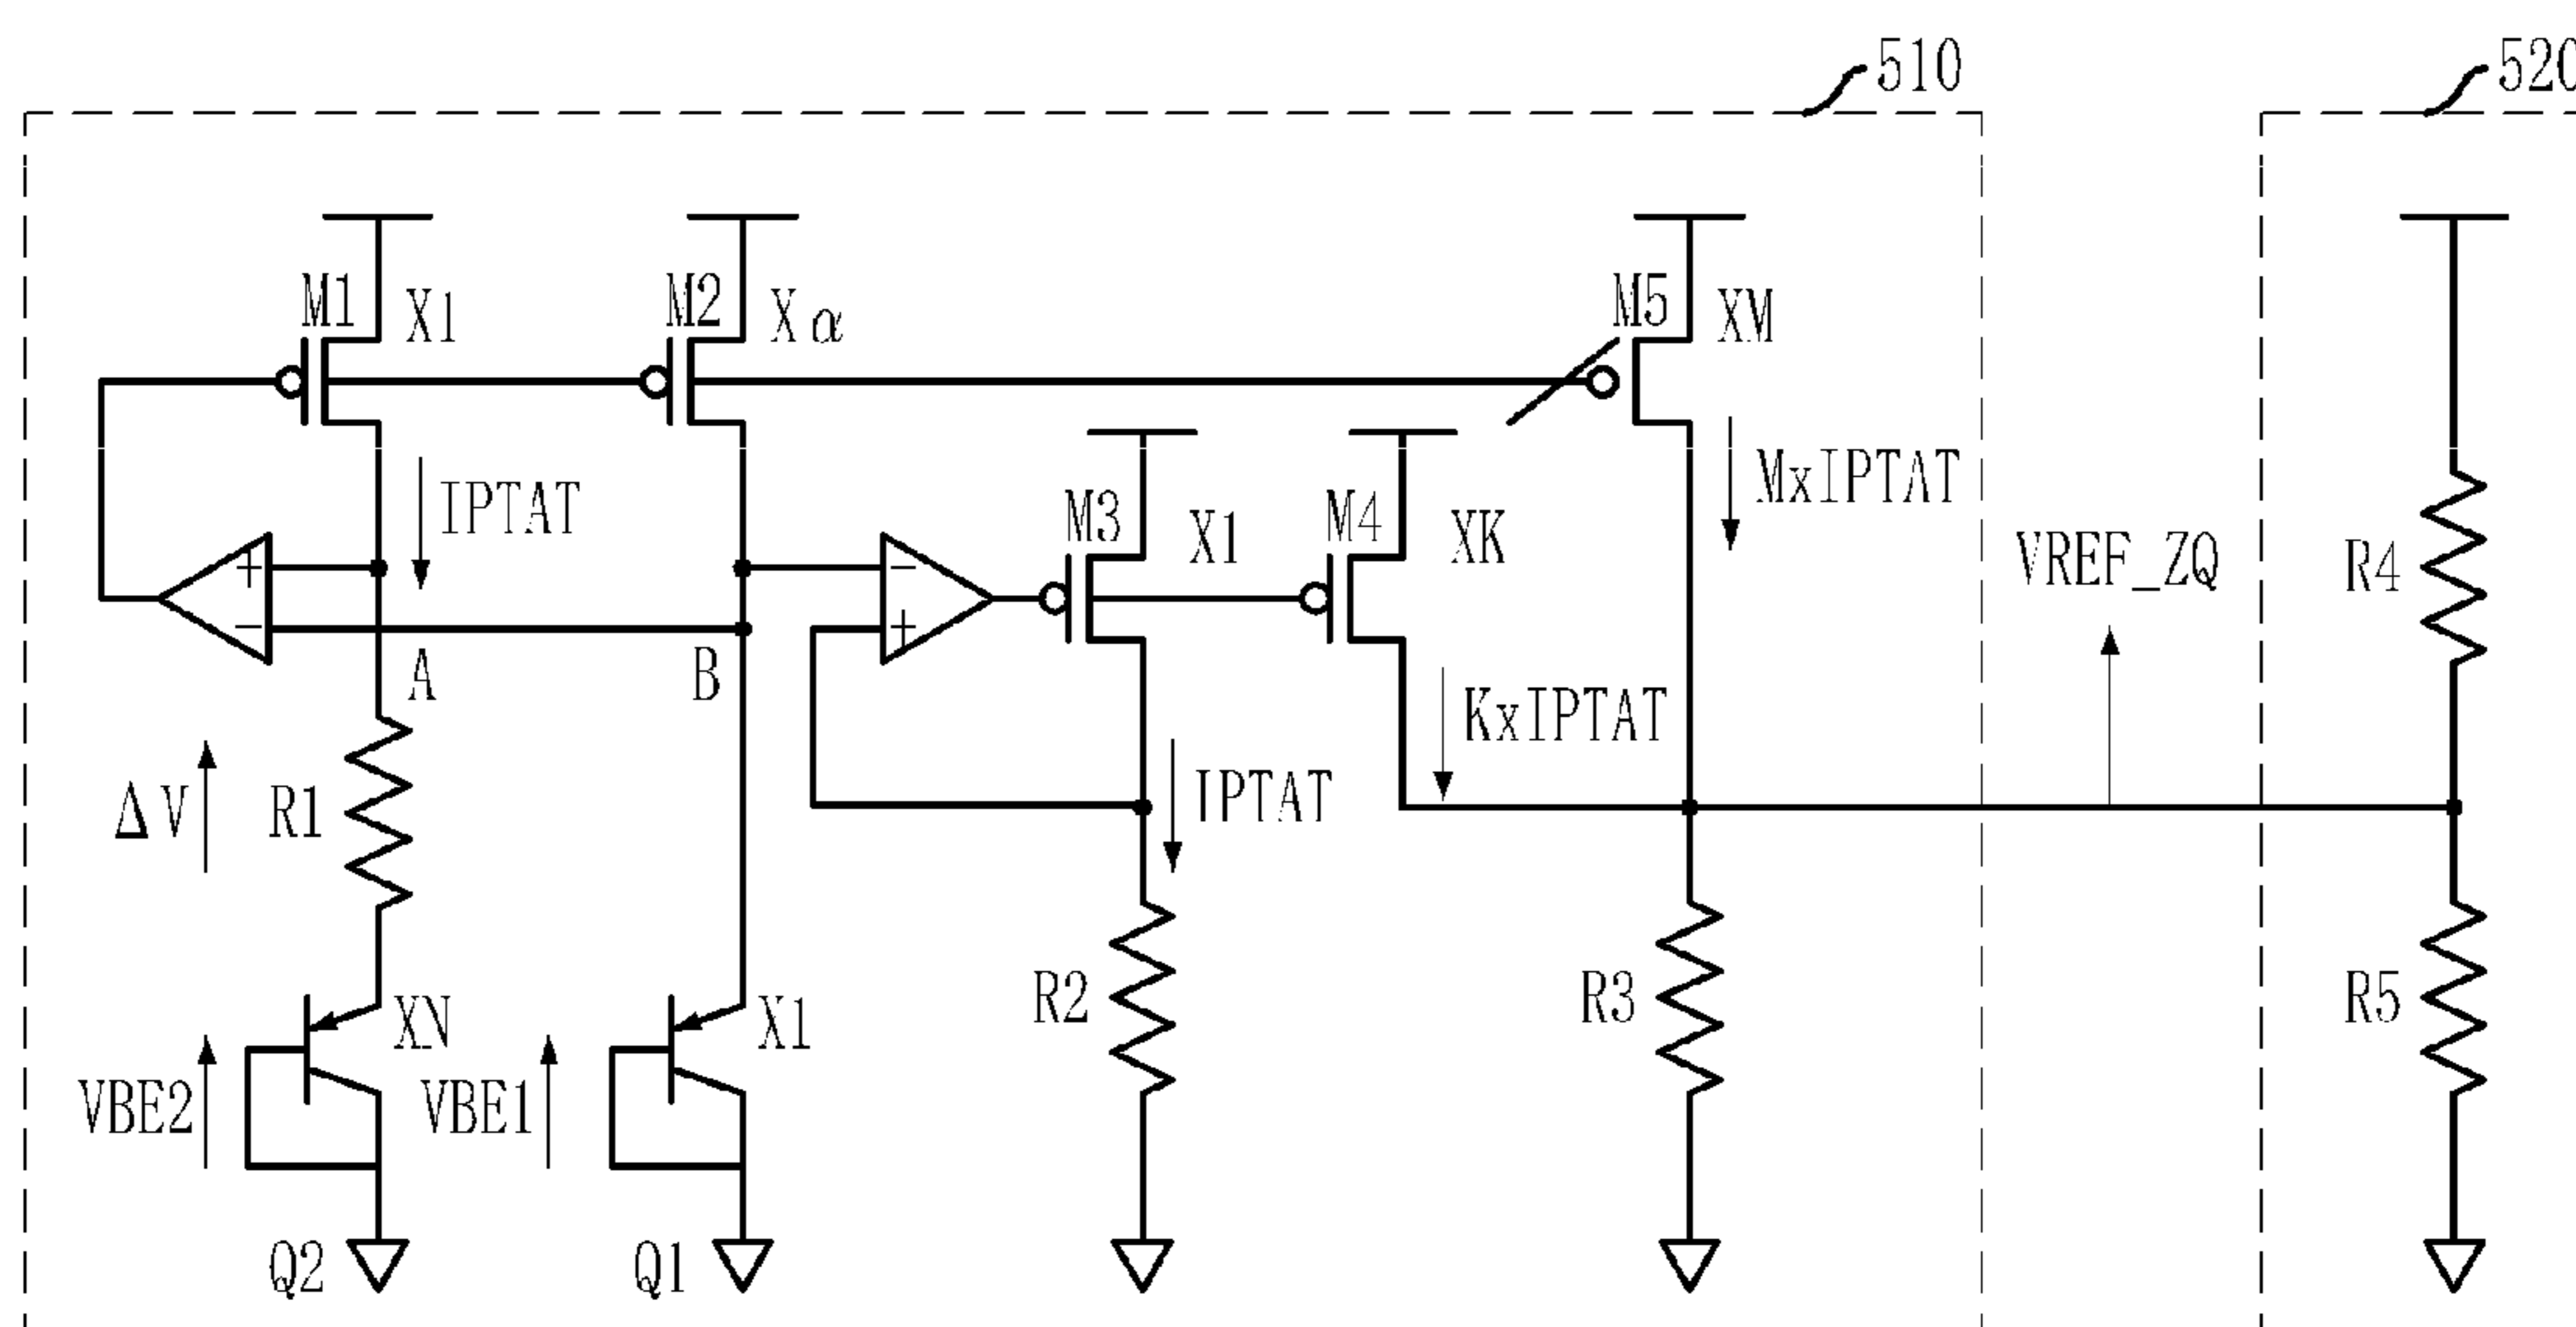 510
520
M1
X1
M2
Xα
M5
XM
IPTAT
M3
X1
M4
XK
MxIPTAT
VREF_ZQ
R4
+
−
−
+
A
B
KxIPTAT
ΔV
R1
IPTAT
R2
R3
R5
XN
X1
VBE2
VBE1
Q2
Q1